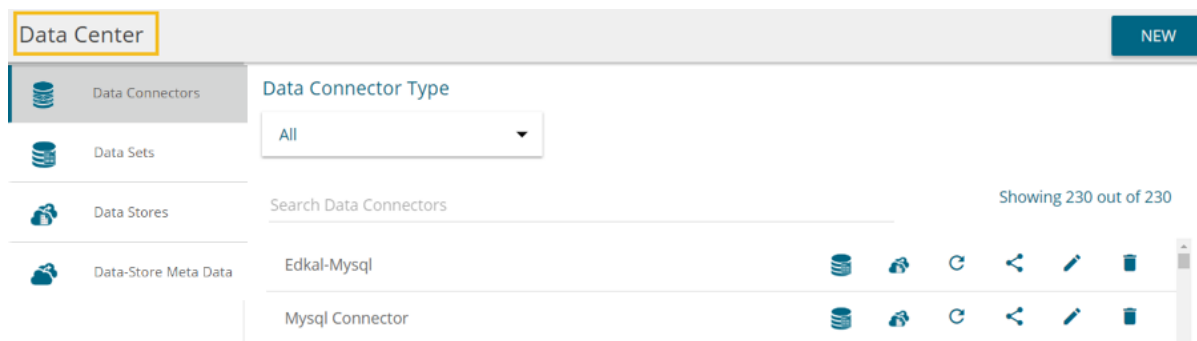 Data Center
NEW
Data Connectors
Data Sets
Data Stores
Data-Store Meta Data
Data Connector Type
All
Search Data Connectors
Showing 230 out of 230
Edkal-Mysql
Mysql Connector